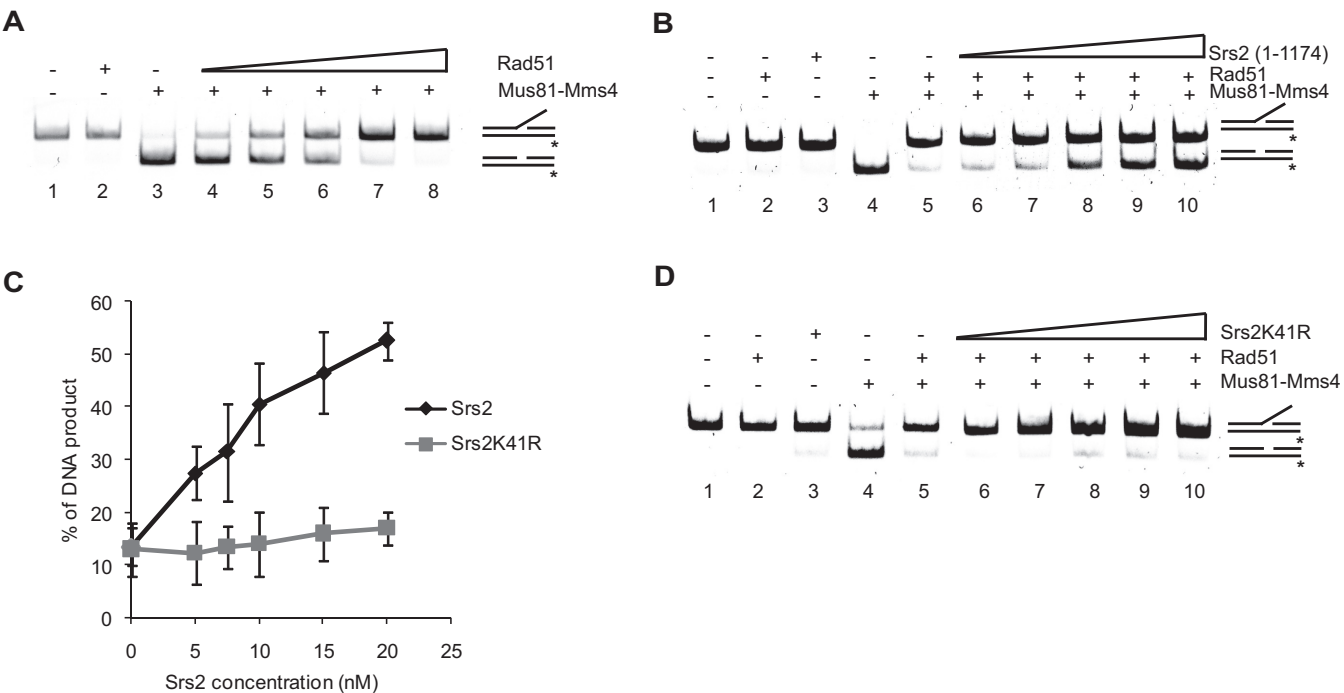 A
- + - Rad51
- - + + + + + + Mus81-Mms4
*
*
1 2 3 4 5 6 7 8
B
- - + - - Srs2 (1-1174)
- + - - + + + + + + Rad51
- - - + + + + + + + Mus81-Mms4
*
*
1 2 3 4 5 6 7 8 9 10
C
% of DNA product
60
50
40
30
20
10
0
0 5 10 15 20 25
Srs2 concentration (nM)
Srs2
Srs2K41R
D
- - + - - Srs2K41R
- + - - + + + + + + Rad51
- - - + + + + + + + Mus81-Mms4
*
*
1 2 3 4 5 6 7 8 9 10